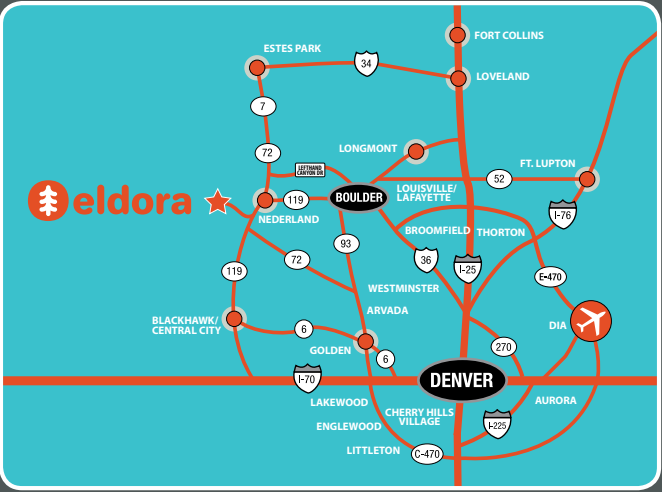 ESTES PARK
FORT COLLINS
34
LOVELAND
7
72
LONGMONT
LEFTHAND
CANYON DR
FT. LUPTON
52
eldora
119
BOULDER
LOUISVILLE/
LAFAYETTE
NEDERLAND
I-76
BROOMFIELD
THORTON
93
36
I-25
72
119
E-470
WESTMINSTER
ARVADA
BLACKHAWK/
CENTRAL CITY
6
DIA
GOLDEN
6
270
I-70
DENVER
LAKEWOOD
AURORA
CHERRY HILLS
VILLAGE
ENGLEWOOD
I-225
LITTLETON
C-470